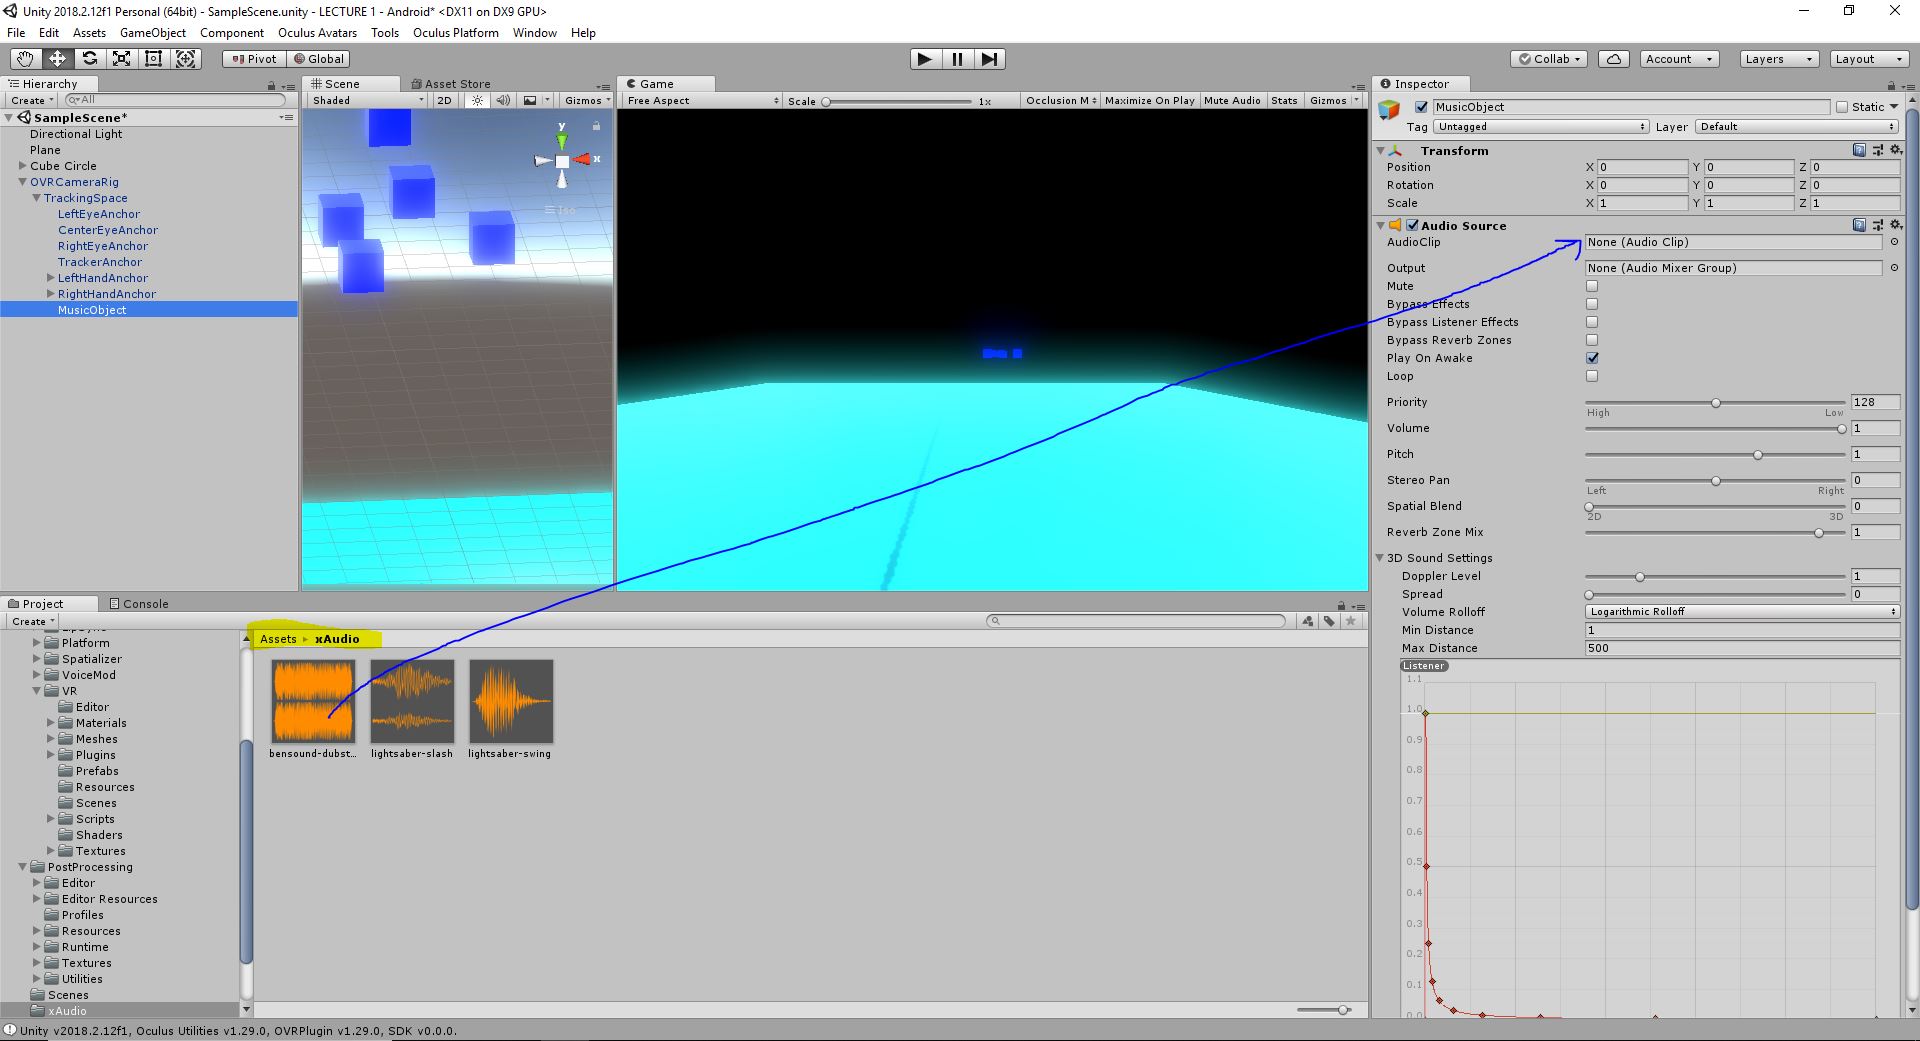 Unity 2018.2.12f1 Personal (64bit) - SampleScene.unity - LECTURE 1 - Android* <DX11 on DX9 GPU>
File Edit Assets GameObject Component Oculus Avatars Tools Oculus Platform Window Help
Pivot Global Collab Account Layers Layout
Hierarchy
Create All
SampleScene*
Directional Light
Plane
Cube Circle
OVRCameraRig
TrackingSpace
LeftEyeAnchor
CenterEyeAnchor
RightEyeAnchor
TrackerAnchor
LeftHandAnchor
RightHandAnchor
MusicObject
Scene Asset Store
Shaded 2D Gizmos
y
x
Iso
Game
Free Aspect Scale 1x Occlusion M Maximize On Play Mute Audio Stats Gizmos
Inspector
MusicObject Static
Tag Untagged Layer Default
Transform
Position X 0 Y 0 Z 0
Rotation X 0 Y 0 Z 0
Scale X 1 Y 1 Z 1
Audio Source
AudioClip None (Audio Clip)
Output None (Audio Mixer Group)
Mute
Bypass Effects
Bypass Listener Effects
Bypass Reverb Zones
Play On Awake
Loop
Priority 128
High Low
Volume 1
Pitch 1
Stereo Pan 0
Left Right
Spatial Blend 0
2D 3D
Reverb Zone Mix 1
3D Sound Settings
Doppler Level 1
Spread 0
Volume Rolloff Logarithmic Rolloff
Min Distance 1
Max Distance 500
Listener
1.1
1.0
0.9
0.8
0.7
0.6
0.5
0.4
0.3
0.2
0.1
0.0
Project Console
Create
Platform
Spatializer
VoiceMod
VR
Editor
Materials
Meshes
Plugins
Prefabs
Resources
Scenes
Scripts
Shaders
Textures
PostProcessing
Editor
Editor Resources
Profiles
Resources
Runtime
Textures
Utilities
Scenes
xAudio
Assets xAudio
bensound-dubst... lightsaber-slash lightsaber-swing
Unity v2018.2.12f1, Oculus Utilities v1.29.0, OVRPlugin v1.29.0, SDK v0.0.0.